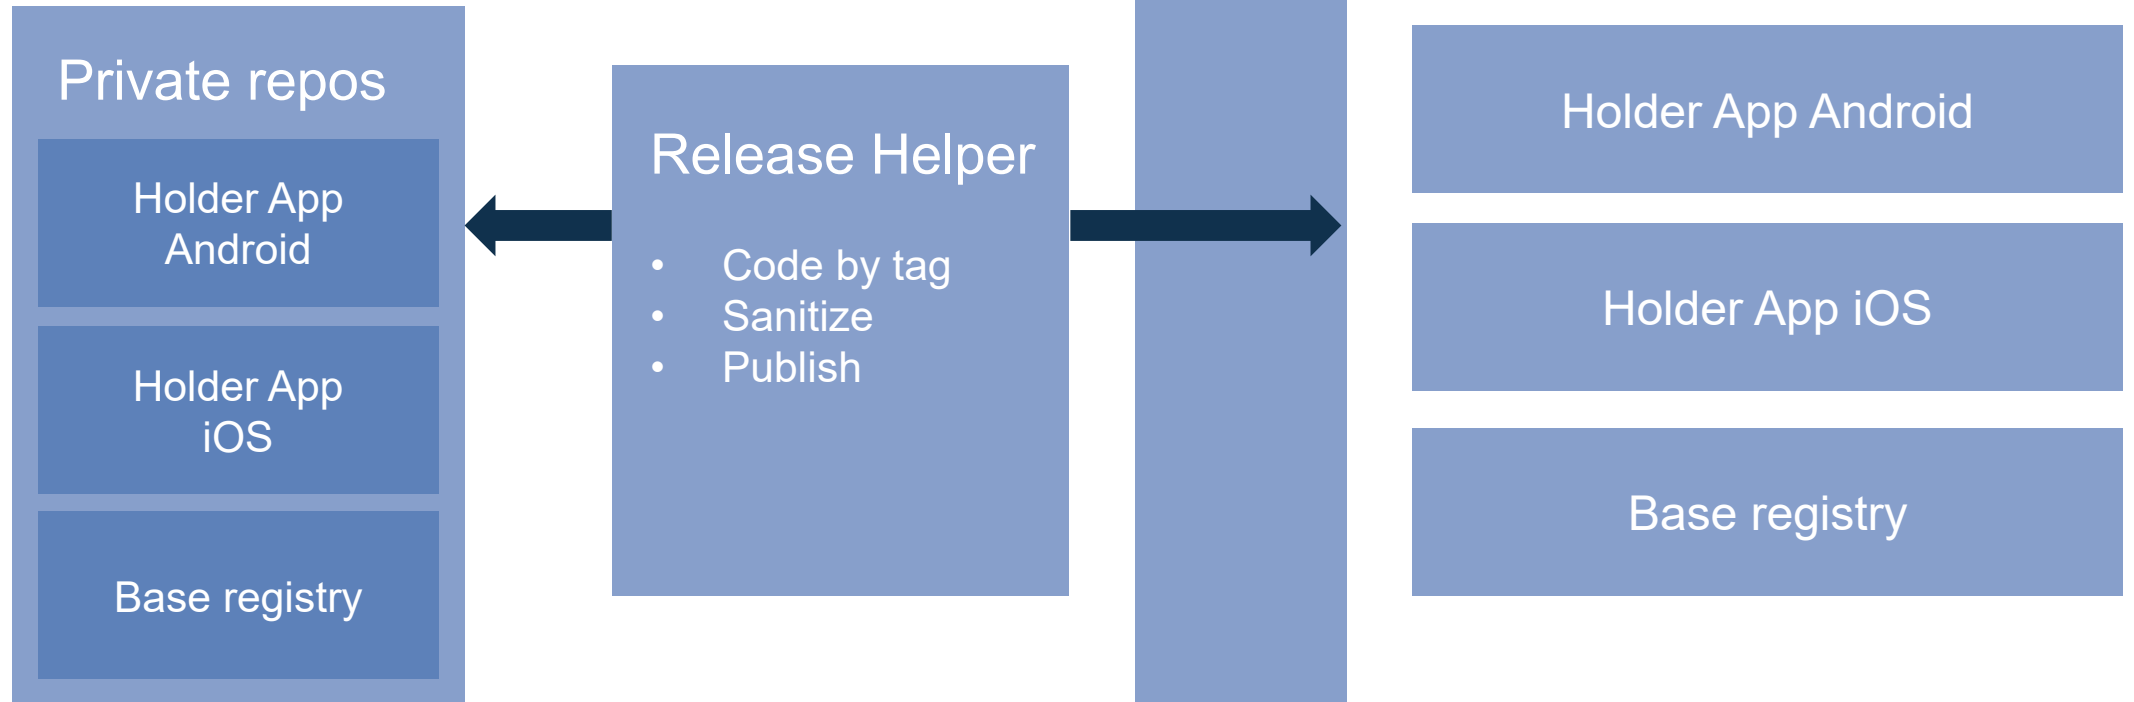 Private repos
Holder App
Android
Holder App
iOS
Base registry
Release Helper
• Code by tag
• Sanitize
• Publish
Holder App Android
Holder App iOS
Base registry